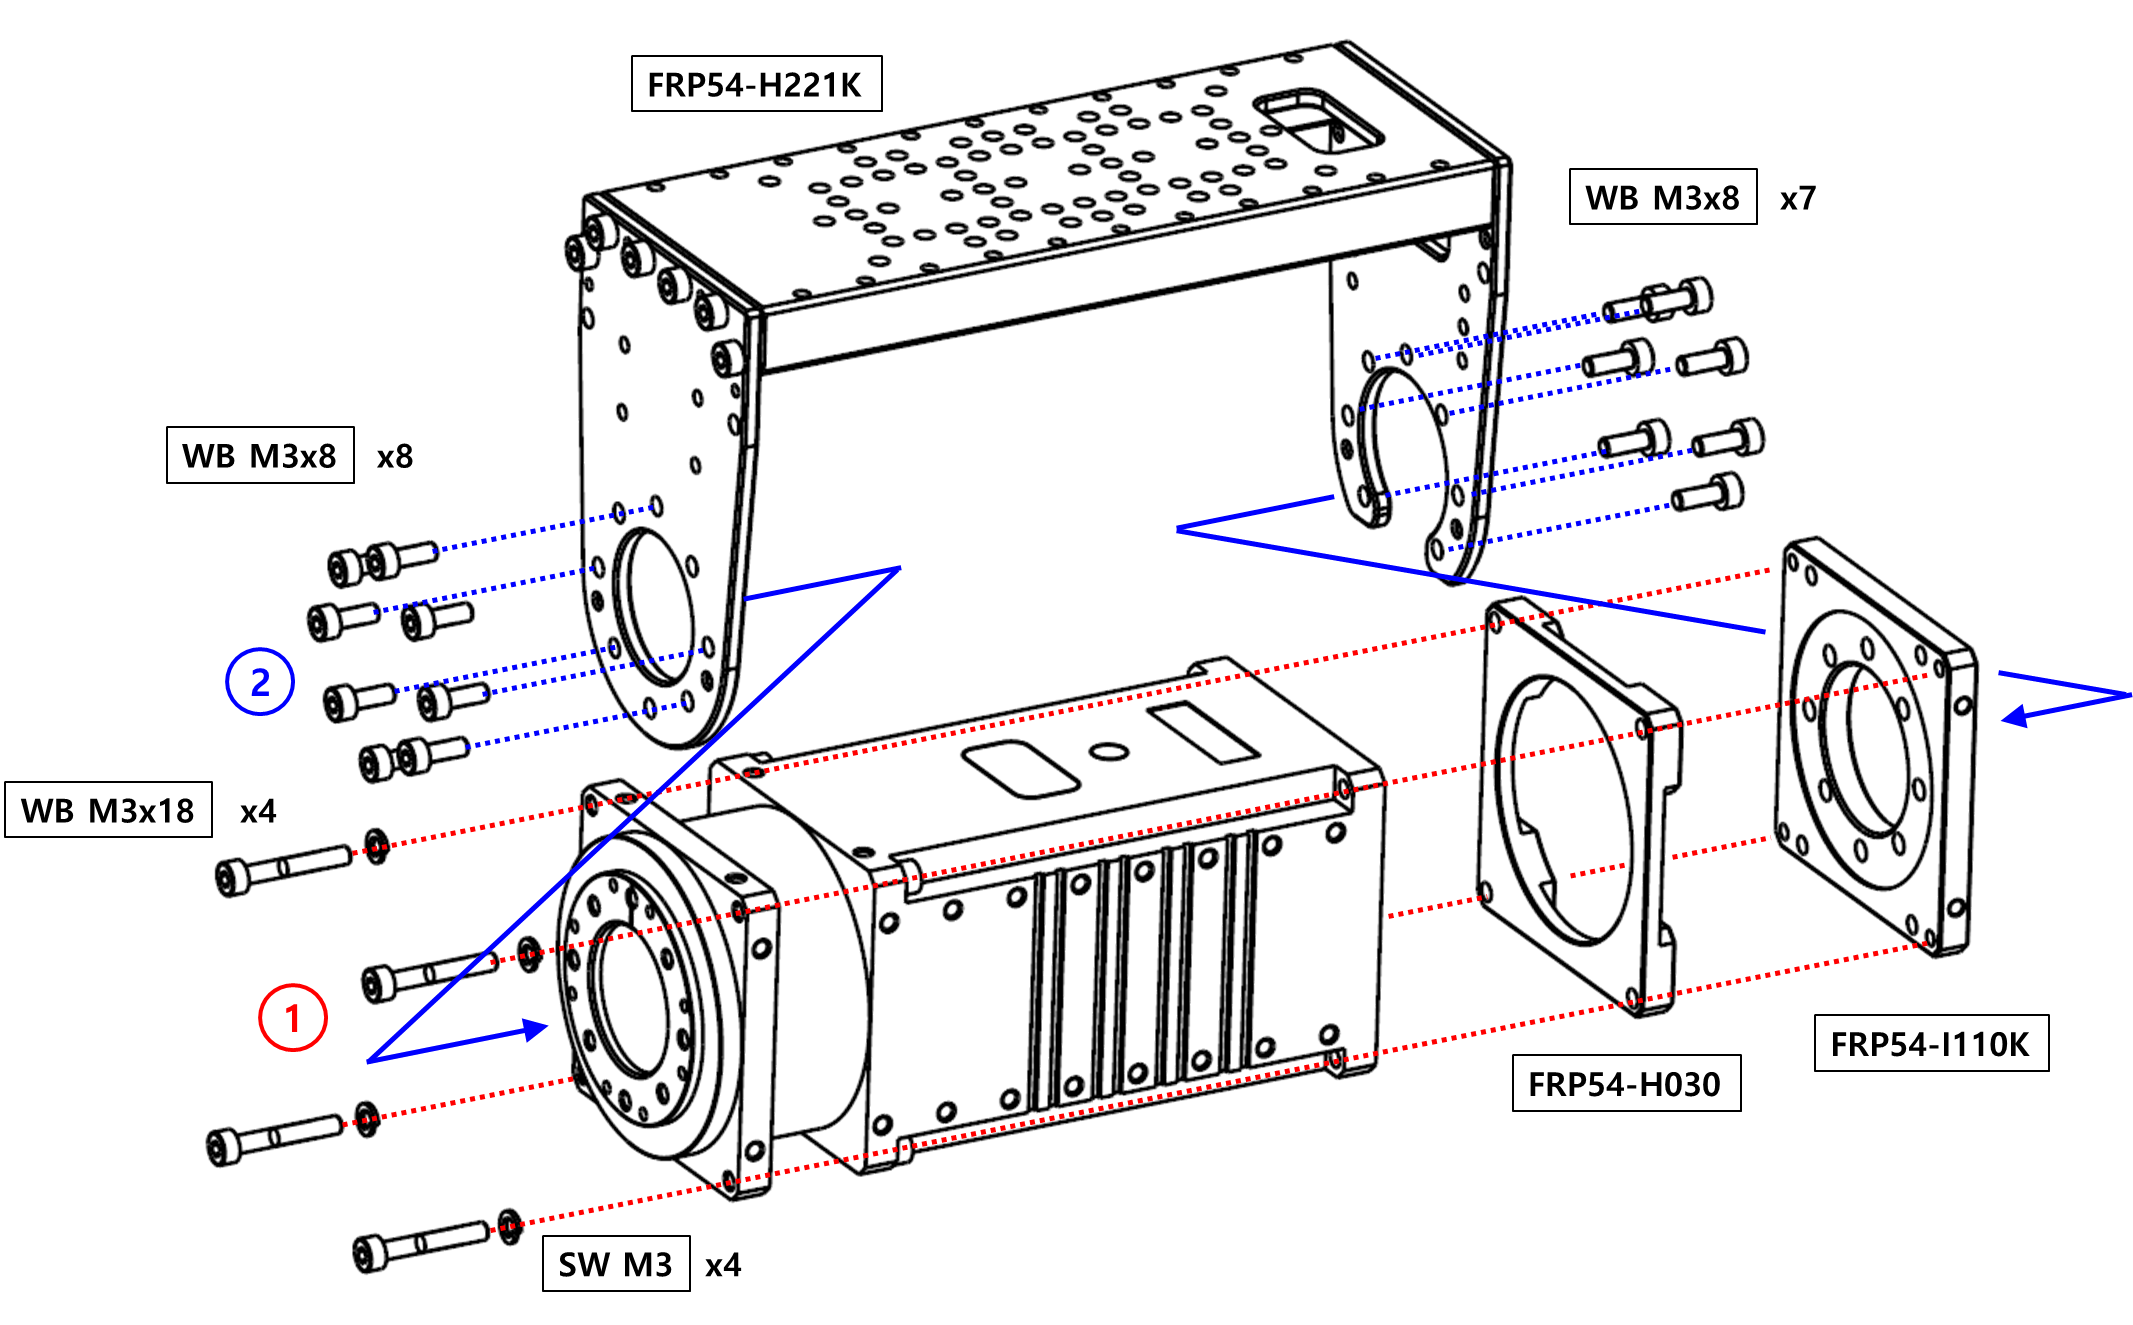 FRP54-H221K
WB M3x8 x7
WB M3x8 x8
2
WB M3x18 x4
1
FRP54-I110K
FRP54-H030
SW M3 x4